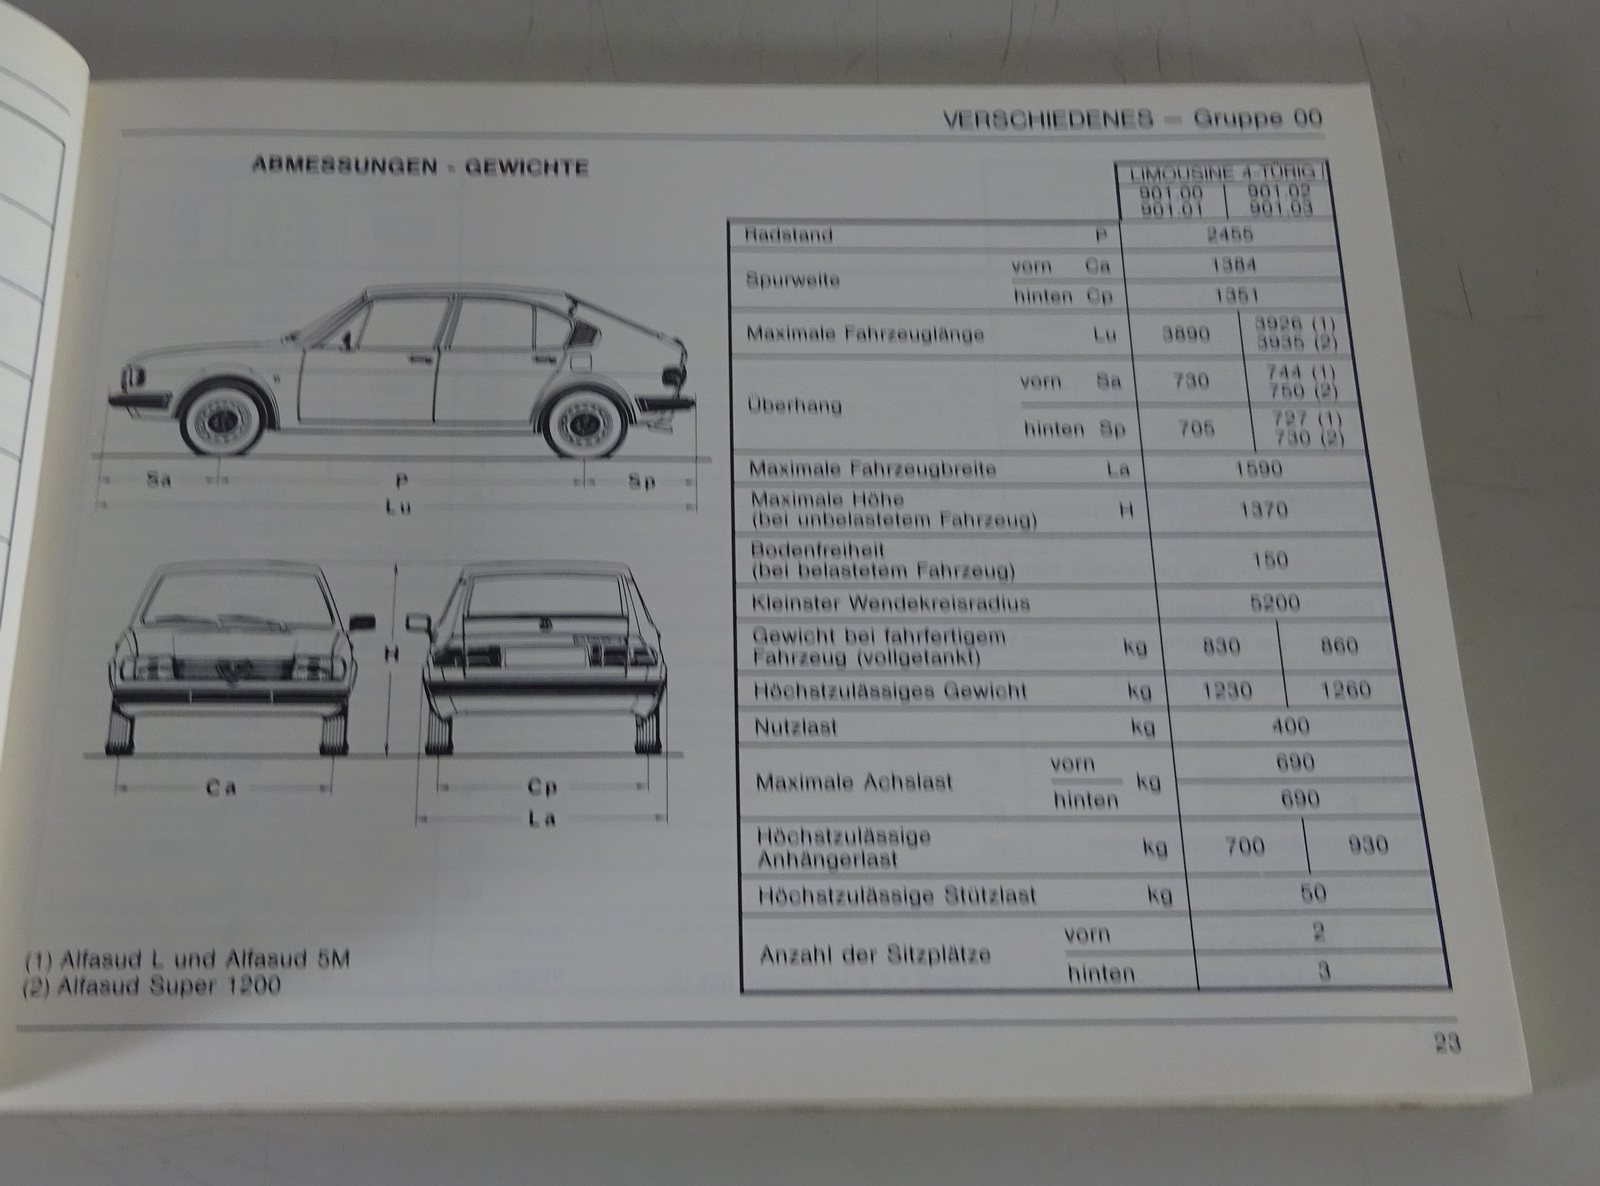 VERSCHIEDENES — Gruppe 00
ABMESSUNGEN - GEWICHTE
LIMOUSINE 4-TÜRIG
901.00 901.02
901.01 901.03
Radstand P 2455
Spurweite vorn Ca 1384
hinten Cp 1351
Maximale Fahrzeuglänge Lu 3890 3926 (1)
3935 (2)
Überhang vorn Sa 730 744 (1)
750 (2)
hinten Sp 705 727 (1)
730 (2)
Maximale Fahrzeugbreite La 1590
Maximale Höhe
(bei unbelastetem Fahrzeug) H 1370
Bodenfreiheit
(bei belastetem Fahrzeug) 150
Kleinster Wendekreisradius 5200
Gewicht bei fahrfertigem
Fahrzeug (vollgetankt) kg 830 860
Höchstzulässiges Gewicht kg 1230 1260
Nutzlast kg 400
Maximale Achslast vorn kg 690
hinten 690
Höchstzulässige
Anhängerlast kg 700 930
Höchstzulässige Stützlast kg 50
Anzahl der Sitzplätze vorn 2
hinten 3
Sa P Sp
Lu
H
Ca Cp
La
(1) Alfasud L und Alfasud 5M
(2) Alfasud Super 1200
23